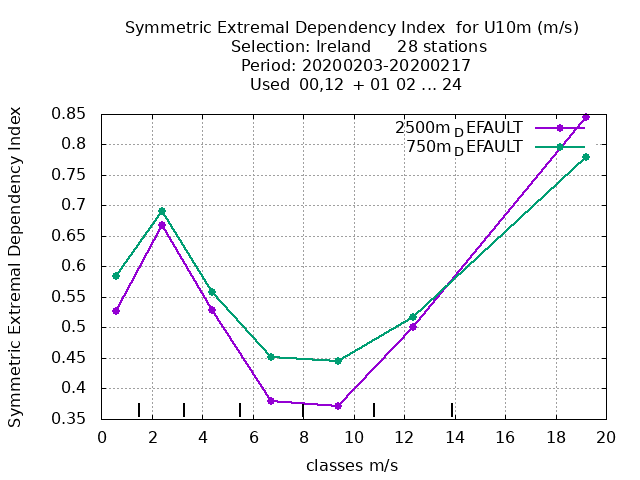 Symmetric Extremal Dependency Index  for U10m (m/s)
Selection: Ireland     28 stations
Period: 20200203-20200217
Used  00,12  + 01 02 ... 24
Symmetric Extremal Dependency Index
0.85
0.8
0.75
0.7
0.65
0.6
0.55
0.5
0.45
0.4
0.35
2500m_DEFAULT
750m_DEFAULT
0 2 4 6 8 10 12 14 16 18 20
classes m/s